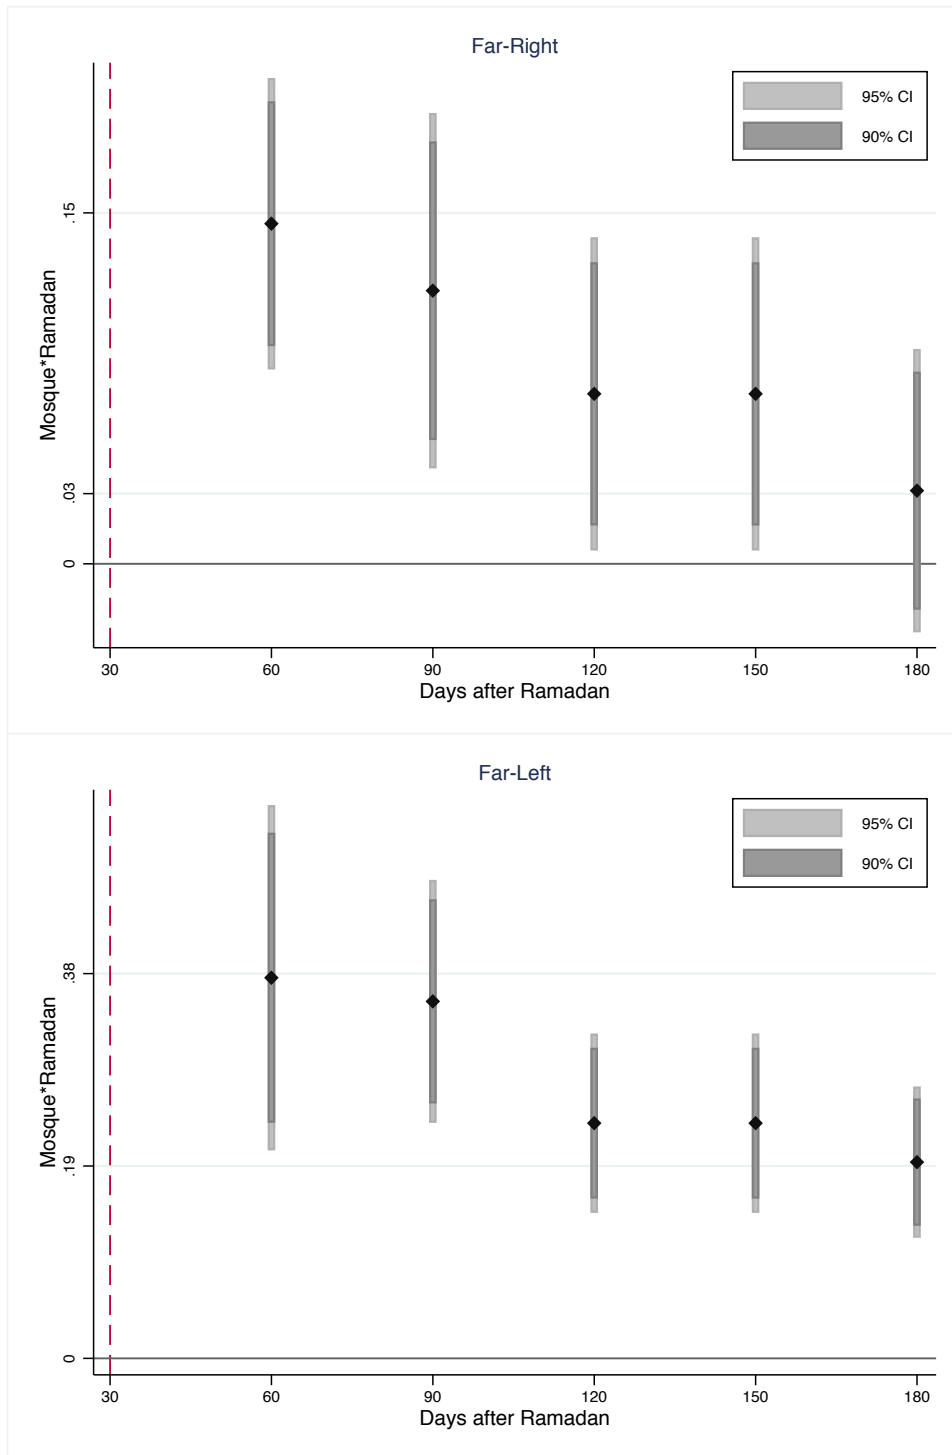 Far-Right
95% CI
90% CI
Mosque*Ramadan
.15
.03
0
30 60 90 120 150 180
Days after Ramadan
Far-Left
95% CI
90% CI
Mosque*Ramadan
.38
.19
0
30 60 90 120 150 180
Days after Ramadan